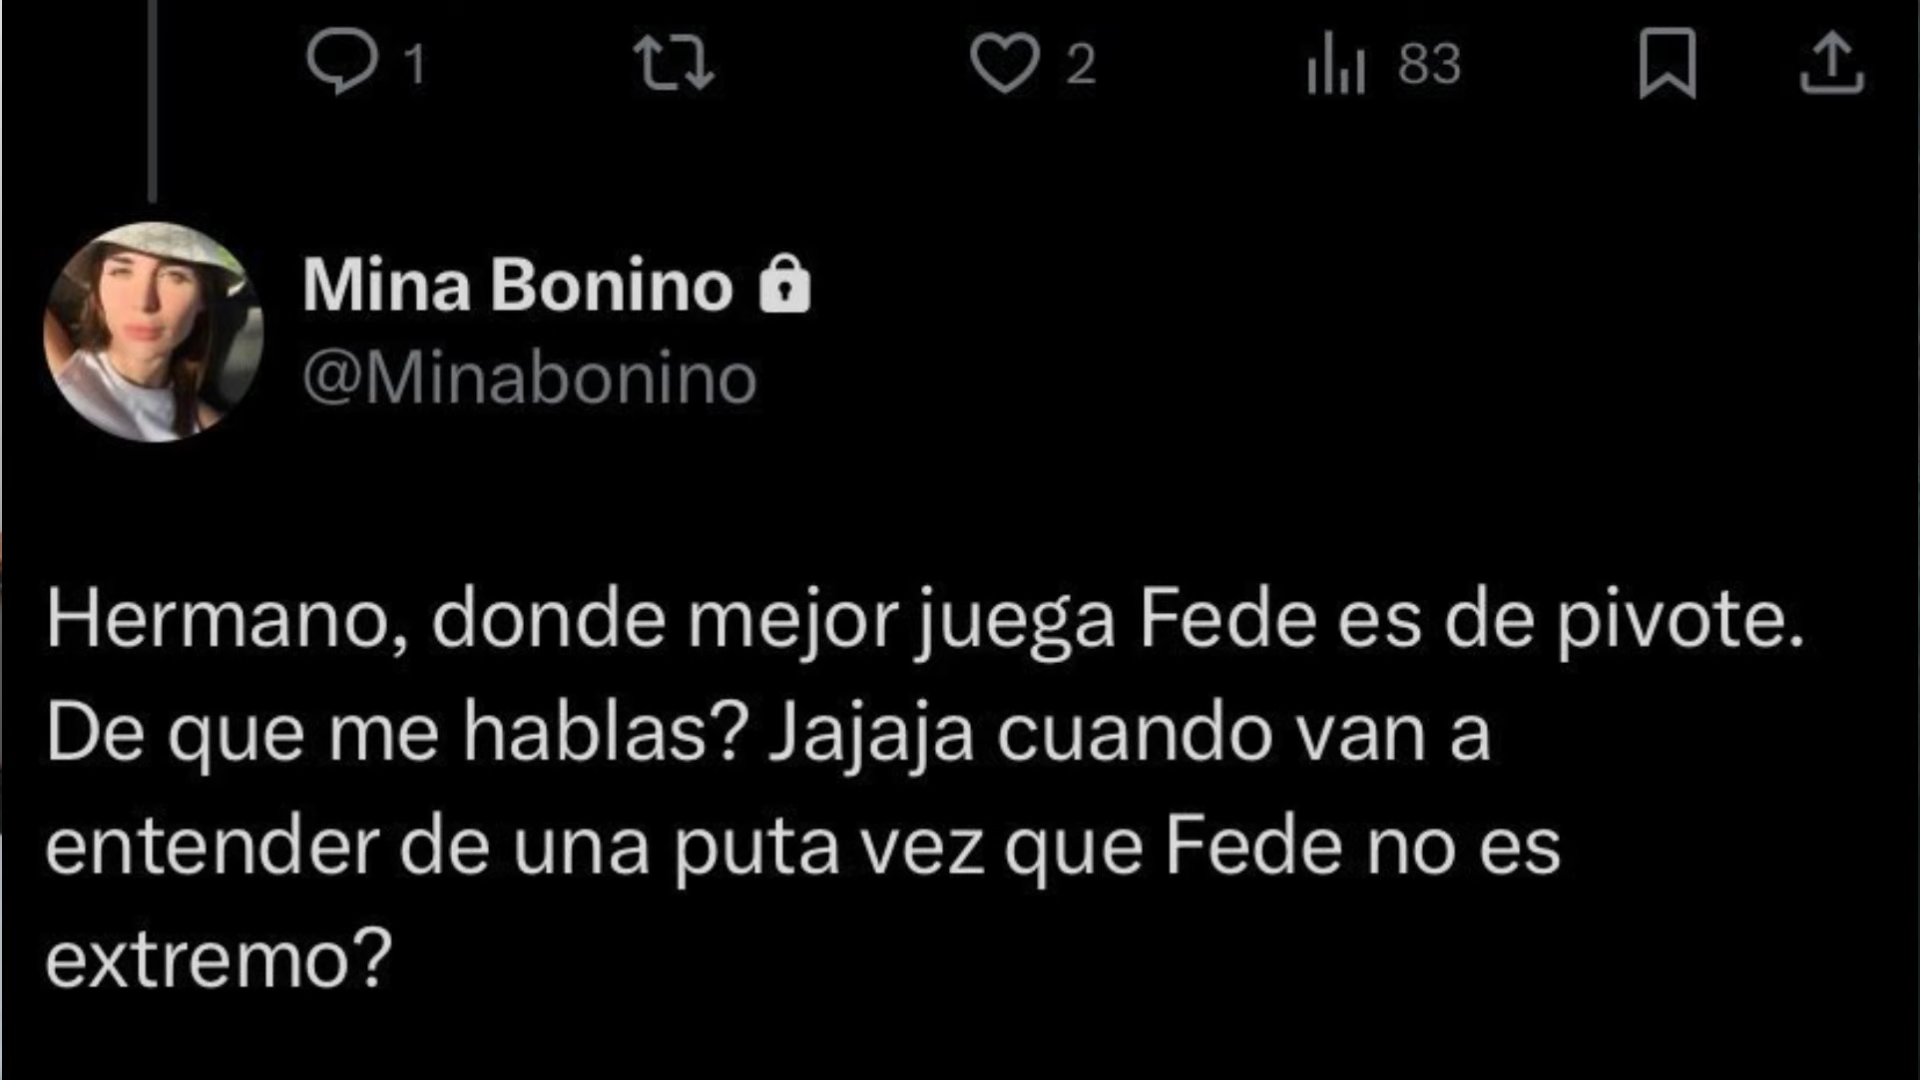 1 2 83
Mina Bonino
@Minabonino
Hermano, donde mejor juega Fede es de pivote.
De que me hablas? Jajaja cuando van a
entender de una puta vez que Fede no es
extremo?